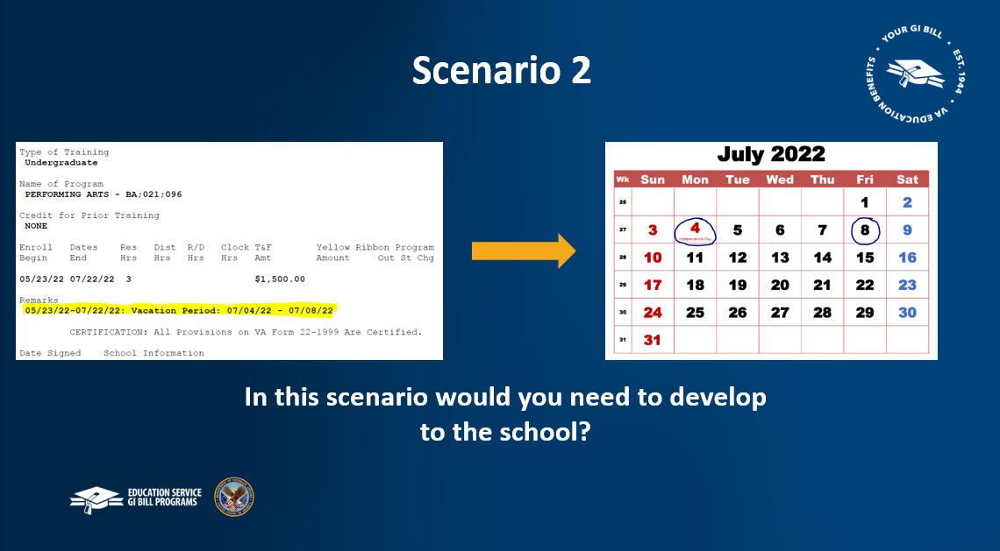 Scenario 2
YOUR GI BILL • EST. 1944 • VA EDUCATION BENEFITS •
Type of Training
Undergraduate
Name of Program
PERFORMING ARTS - BA;021;096
Credit for Prior Training
NONE
Enroll Dates Res Dist R/D Clock T&F Yellow Ribbon Program
Begin End Hrs Hrs Hrs Hrs Amt Amount Out St Chg
05/23/22 07/22/22 3 $1,500.00
Remarks
05/23/22-07/22/22: Vacation Period: 07/04/22 - 07/08/22
CERTIFICATION: All Provisions on VA Form 22-1999 Are Certified.
Date Signed School Information
July 2022
Wk Sun Mon Tue Wed Thu Fri Sat
26 1 2
27 3 4 5 6 7 8 9
Independence Day
28 10 11 12 13 14 15 16
29 17 18 19 20 21 22 23
30 24 25 26 27 28 29 30
31 31
In this scenario would you need to develop
to the school?
EDUCATION SERVICE
GI BILL PROGRAMS